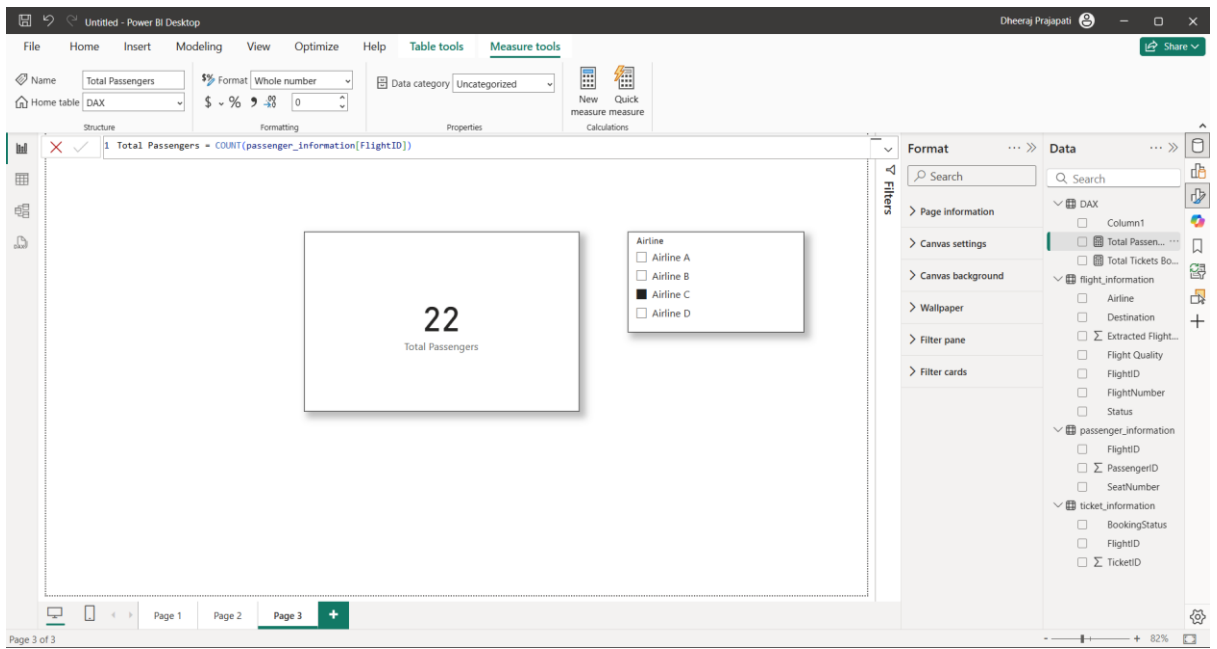 Untitled - Power BI Desktop
Dheeraj Prajapati
File Home Insert Modeling View Optimize Help Table tools Measure tools
Share
Name Total Passengers
Home table DAX
Structure
$% Format Whole number
$ % 9 .00 0
Formatting
Data category Uncategorized
Properties
New measure
Quick measure
Calculations
1 Total Passengers = COUNT(passenger_information[FlightID])
22
Total Passengers
Airline
Airline A
Airline B
Airline C
Airline D
Filters
Format
Search
Page information
Canvas settings
Canvas background
Wallpaper
Filter pane
Filter cards
Data
Search
DAX
Column1
Total Passen...
Total Tickets Bo...
flight_information
Airline
Destination
Σ Extracted Flight...
Flight Quality
FlightID
FlightNumber
Status
passenger_information
FlightID
Σ PassengerID
SeatNumber
ticket_information
BookingStatus
FlightID
Σ TicketID
Page 1 Page 2 Page 3 +
Page 3 of 3
- + 82%